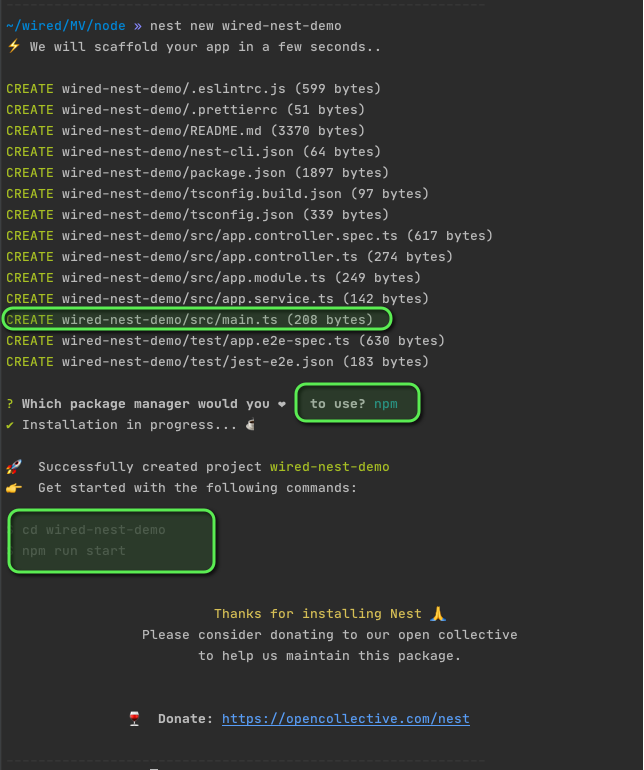 ~/wired/MV/node » nest new wired-nest-demo
⚡ We will scaffold your app in a few seconds..
CREATE wired-nest-demo/.eslintrc.js (599 bytes)
CREATE wired-nest-demo/.prettierrc (51 bytes)
CREATE wired-nest-demo/README.md (3370 bytes)
CREATE wired-nest-demo/nest-cli.json (64 bytes)
CREATE wired-nest-demo/package.json (1897 bytes)
CREATE wired-nest-demo/tsconfig.build.json (97 bytes)
CREATE wired-nest-demo/tsconfig.json (339 bytes)
CREATE wired-nest-demo/src/app.controller.spec.ts (617 bytes)
CREATE wired-nest-demo/src/app.controller.ts (274 bytes)
CREATE wired-nest-demo/src/app.module.ts (249 bytes)
CREATE wired-nest-demo/src/app.service.ts (142 bytes)
CREATE wired-nest-demo/src/main.ts (208 bytes)
CREATE wired-nest-demo/test/app.e2e-spec.ts (630 bytes)
CREATE wired-nest-demo/test/jest-e2e.json (183 bytes)
? Which package manager would you ❤ to use? npm
✔ Installation in progress... ☕
🚀 Successfully created project wired-nest-demo
👉 Get started with the following commands:
cd wired-nest-demo
npm run start
Thanks for installing Nest 🙏
Please consider donating to our open collective
to help us maintain this package.
🍷 Donate: https://opencollective.com/nest